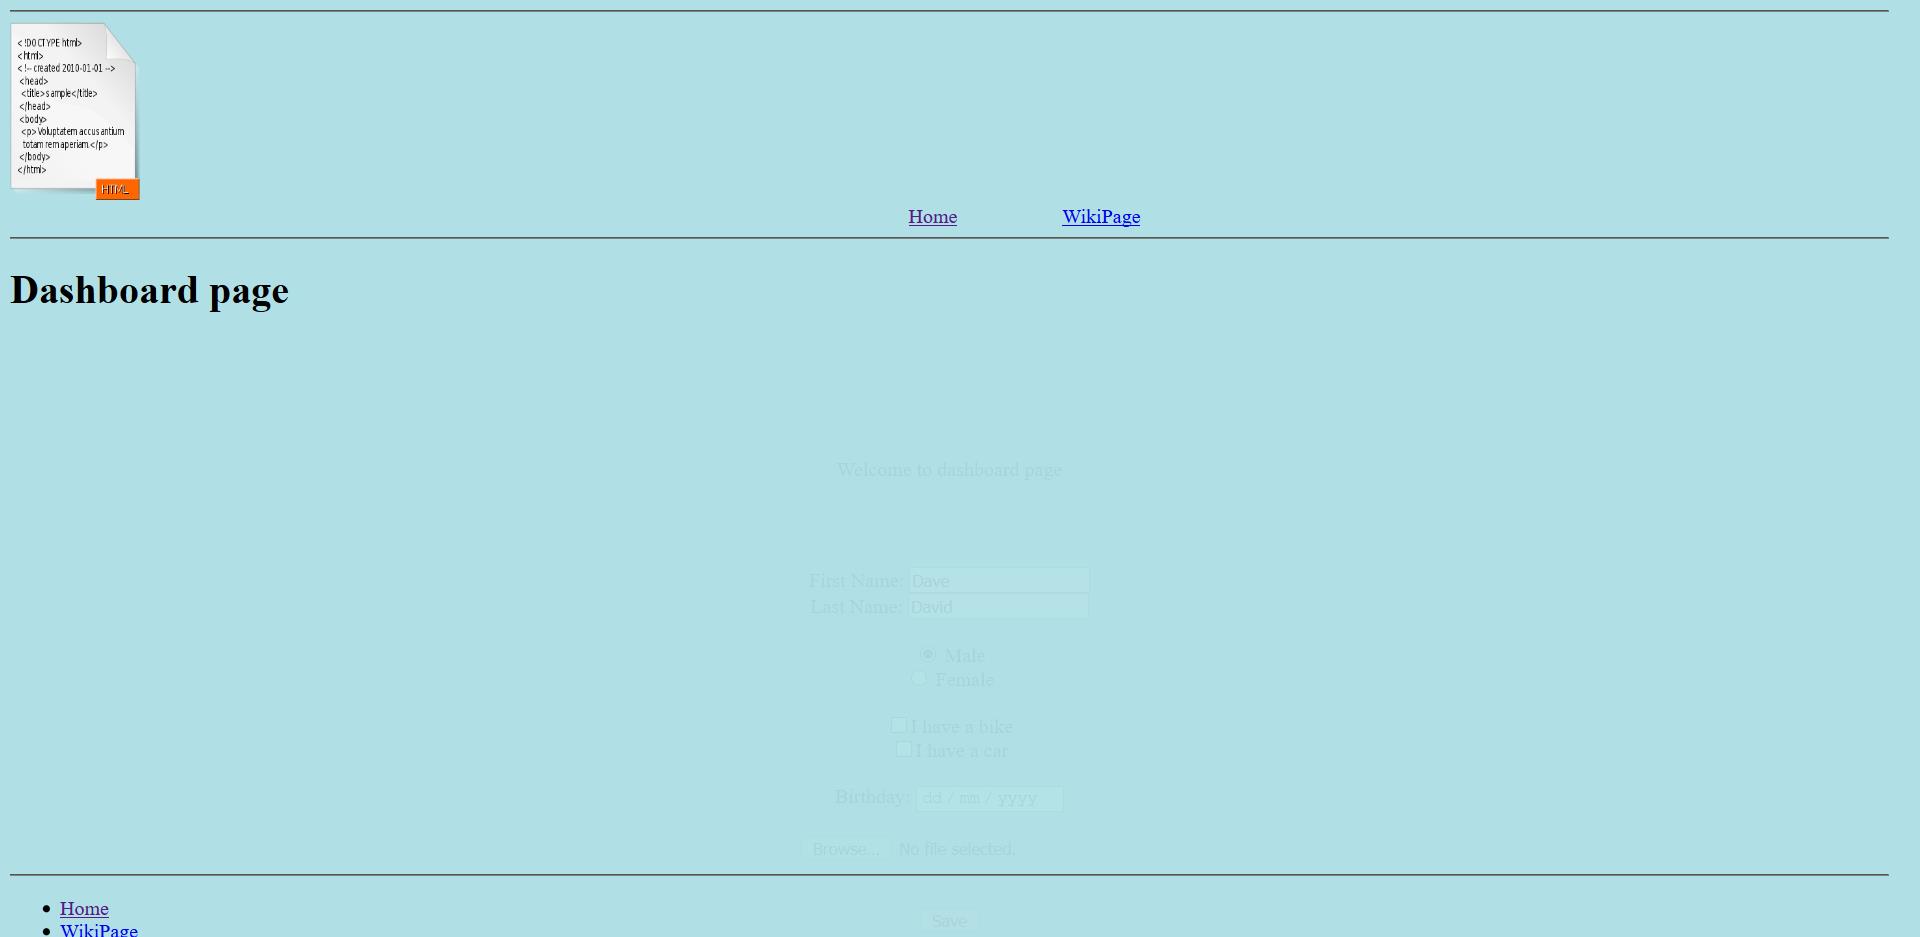 < !DOCTYPE html>
<html>
< !-- created 2010-01-01 -->
<head>
<title>sample</title>
</head>
<body>
<p>Voluptatem accusantium
totam rem aperiam.</p>
</body>
</html>
HTML
Home WikiPage
Dashboard page
Welcome to dashboard page
First Name: Dave
Last Name: David
Male
Female
I have a bike
I have a car
Birthday: dd / mm / yyyy
Browse... No file selected.
Home
WikiPage
Save